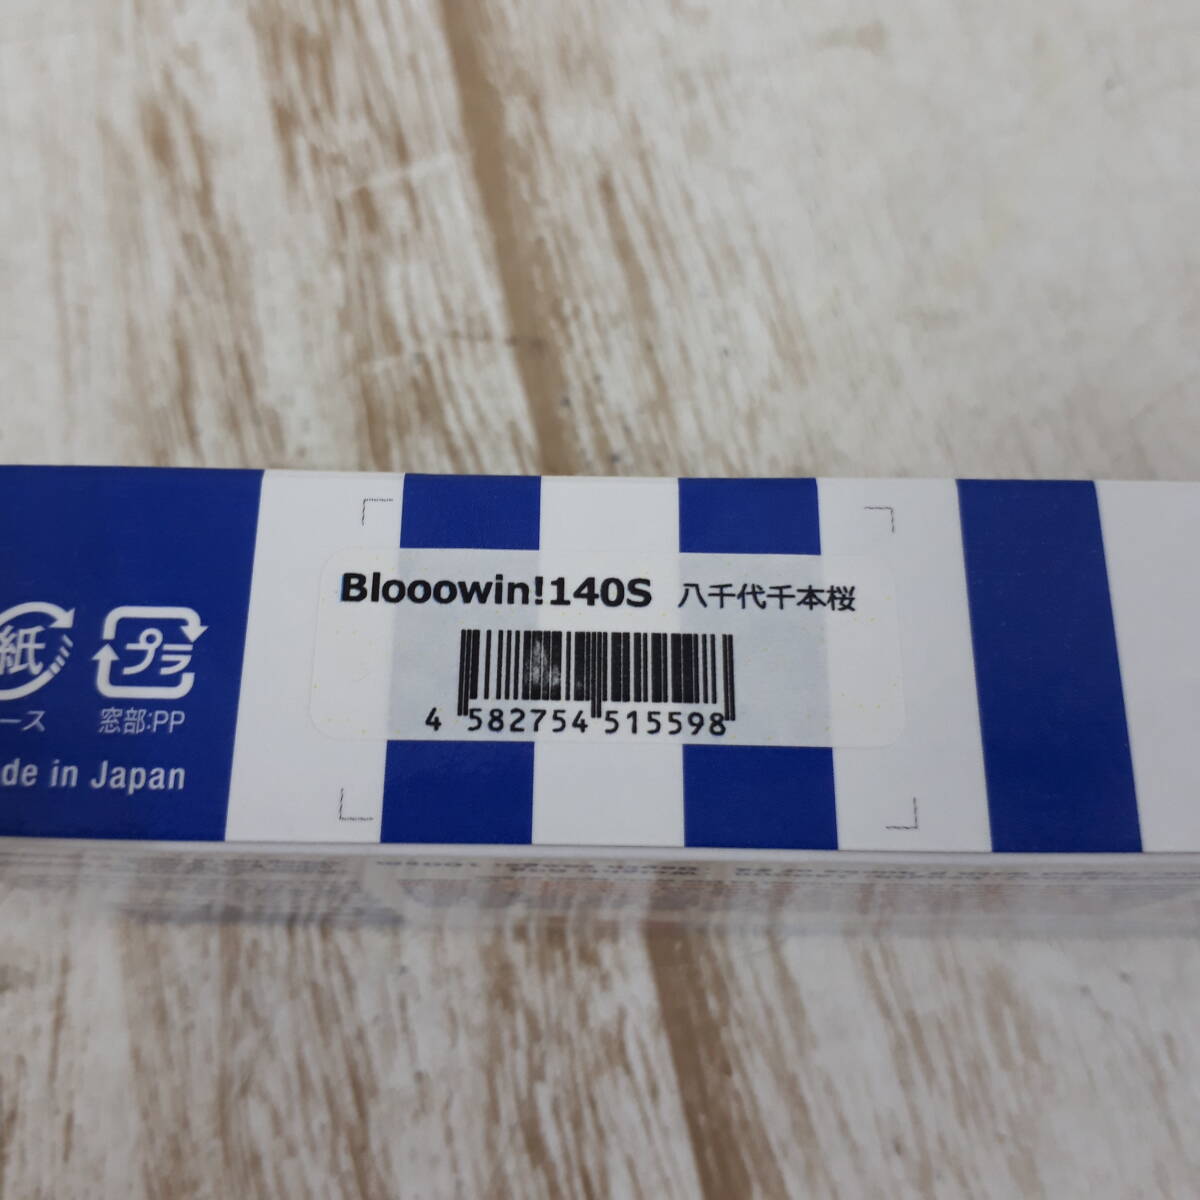 Blooowin!140S 八千代千本桜
4 582754 515598
紙
プラ
ース
窓部:PP
de in Japan